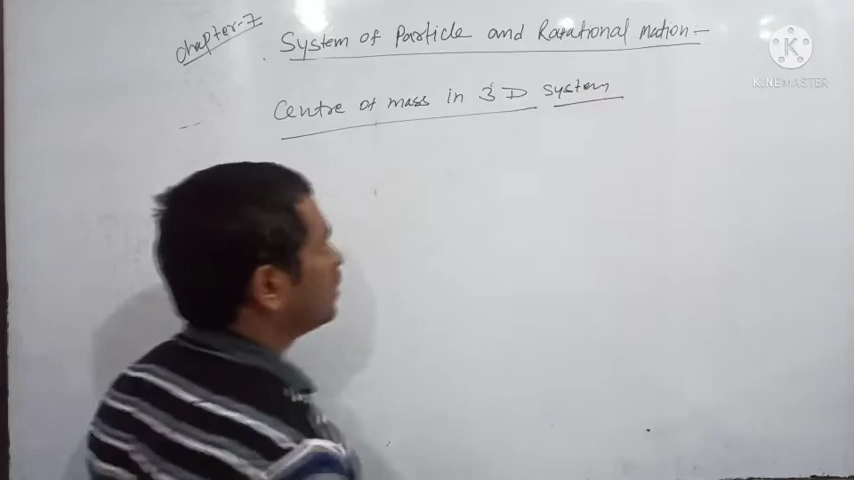 chapter-7
System of Particle and Rotational motion-
Centre of mass in 3D system
K
KINEMASTER